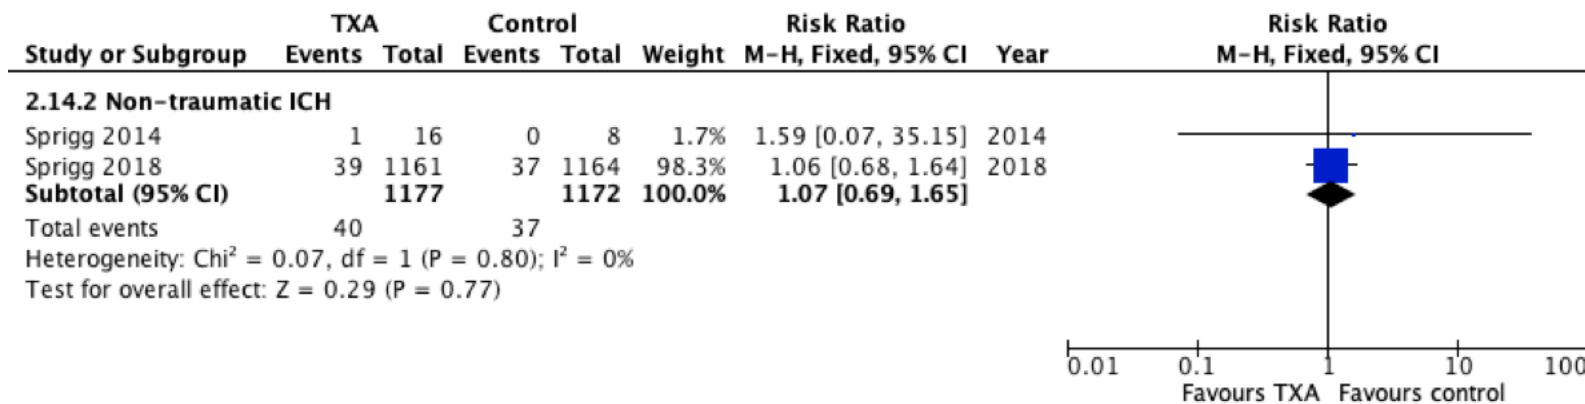 TXA Control Risk Ratio Risk Ratio
Study or Subgroup Events Total Events Total Weight M-H, Fixed, 95% CI Year M-H, Fixed, 95% CI
2.14.2 Non-traumatic ICH
Sprigg 2014 1 16 0 8 1.7% 1.59 [0.07, 35.15] 2014
Sprigg 2018 39 1161 37 1164 98.3% 1.06 [0.68, 1.64] 2018
Subtotal (95% CI) 1177 1172 100.0% 1.07 [0.69, 1.65]
Total events 40 37
Heterogeneity: Chi² = 0.07, df = 1 (P = 0.80); I² = 0%
Test for overall effect: Z = 0.29 (P = 0.77)
0.01 0.1 1 10 100
Favours TXA Favours control